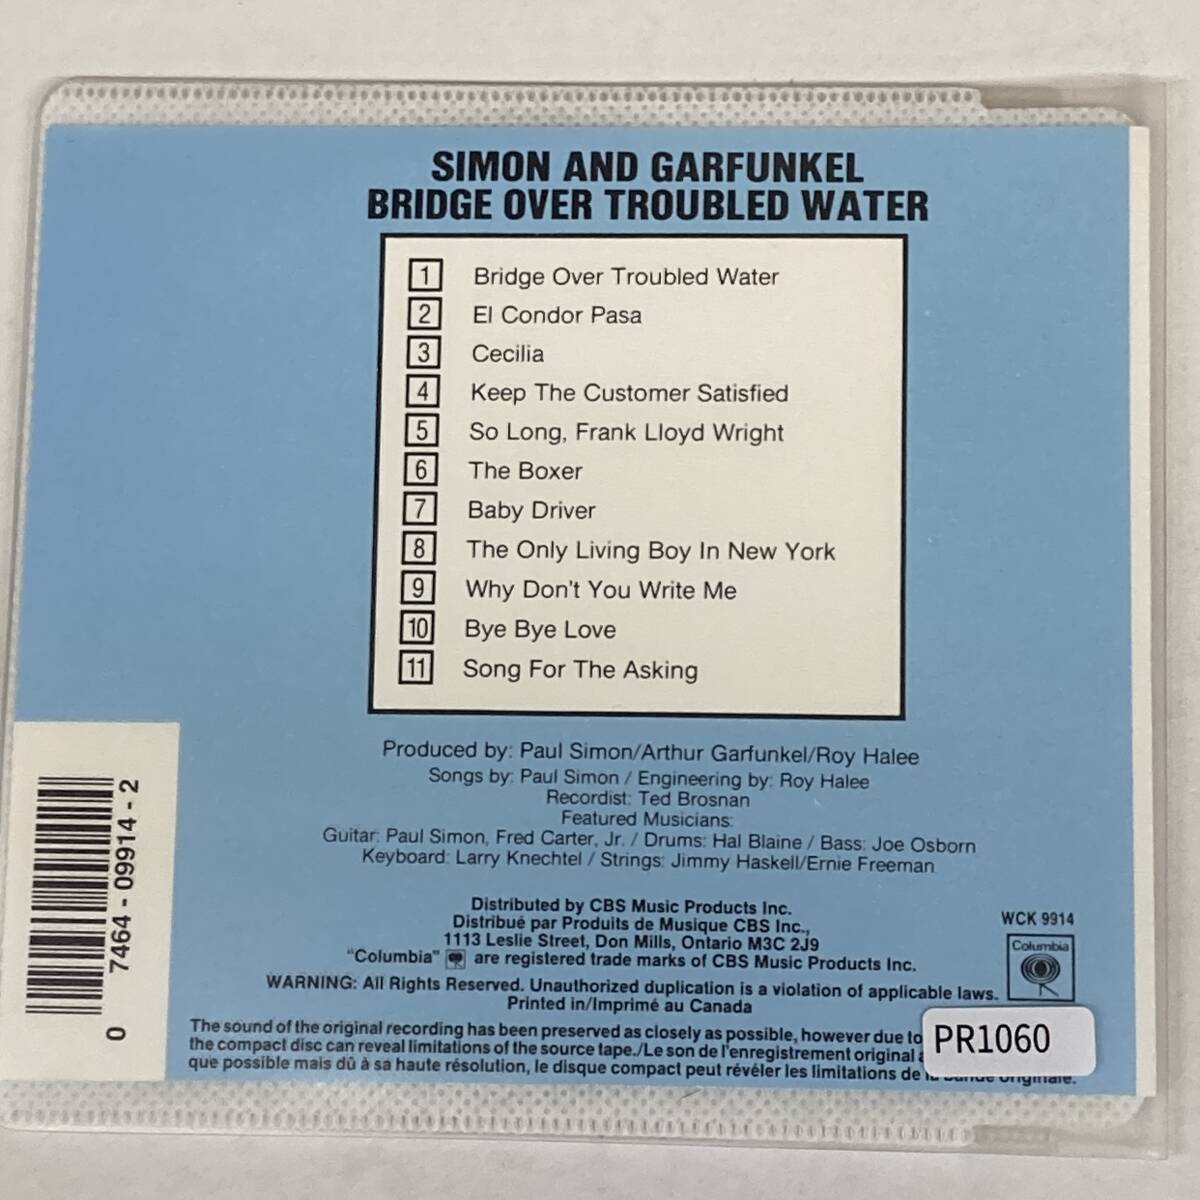 SIMON AND GARFUNKEL
BRIDGE OVER TROUBLED WATER
1 Bridge Over Troubled Water
2 El Condor Pasa
3 Cecilia
4 Keep The Customer Satisfied
5 So Long, Frank Lloyd Wright
6 The Boxer
7 Baby Driver
8 The Only Living Boy In New York
9 Why Don't You Write Me
10 Bye Bye Love
11 Song For The Asking
Produced by: Paul Simon/Arthur Garfunkel/Roy Halee
Songs by: Paul Simon / Engineering by: Roy Halee
Recordist: Ted Brosnan
Featured Musicians:
Guitar: Paul Simon, Fred Carter, Jr. / Drums: Hal Blaine / Bass: Joe Osborn
Keyboard: Larry Knechtel / Strings: Jimmy Haskell/Ernie Freeman
Distributed by CBS Music Products Inc.
Distribué par Produits de Musique CBS Inc.,
1113 Leslie Street, Don Mills, Ontario M3C 2J9
"Columbia" are registered trade marks of CBS Music Products Inc.
WARNING: All Rights Reserved. Unauthorized duplication is a violation of applicable laws.
Printed in/Imprimé au Canada
WCK 9914
Columbia
The sound of the original recording has been preserved as closely as possible, however due to
the compact disc can reveal limitations of the source tape./Le son de l'enregistrement original
que possible mais dû à sa haute résolution, le disque compact peut révéler les limitations de la bande originale.
PR1060
0 7464-09914-2